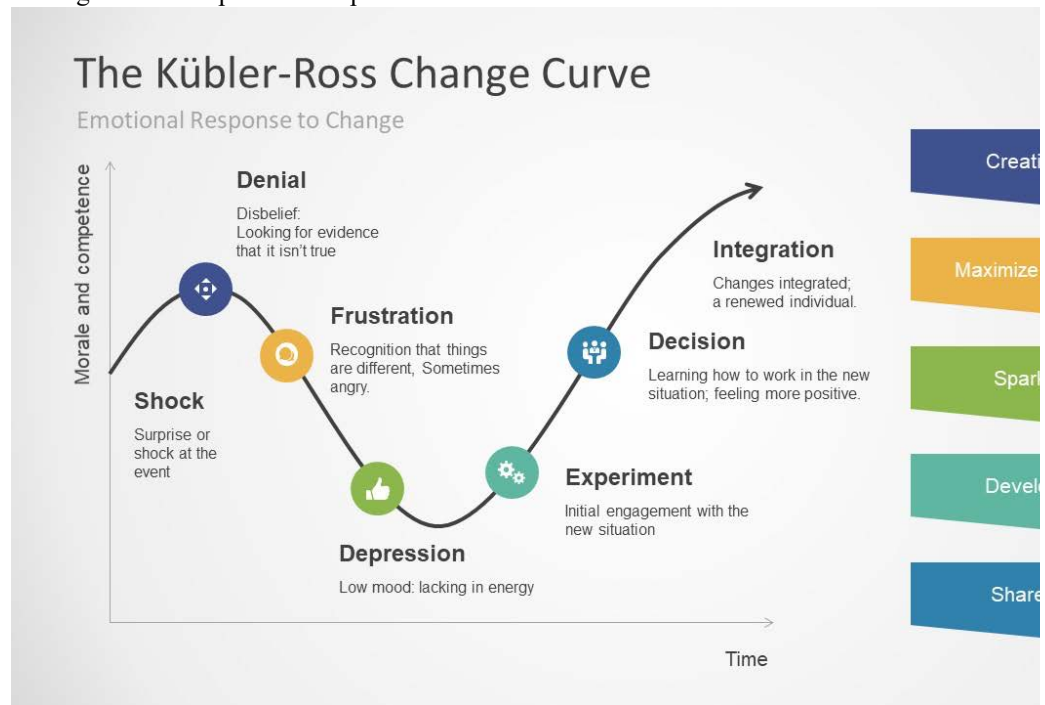 The Kübler-Ross Change Curve
Emotional Response to Change
Morale and competence
Denial
Disbelief:
Looking for evidence
that it isn't true
Frustration
Recognition that things
are different, Sometimes
angry.
Shock
Surprise or
shock at the
event
Depression
Low mood: lacking in energy
Experiment
Initial engagement with the
new situation
Decision
Learning how to work in the new
situation; feeling more positive.
Integration
Changes integrated;
a renewed individual.
Time
Maximize
Share